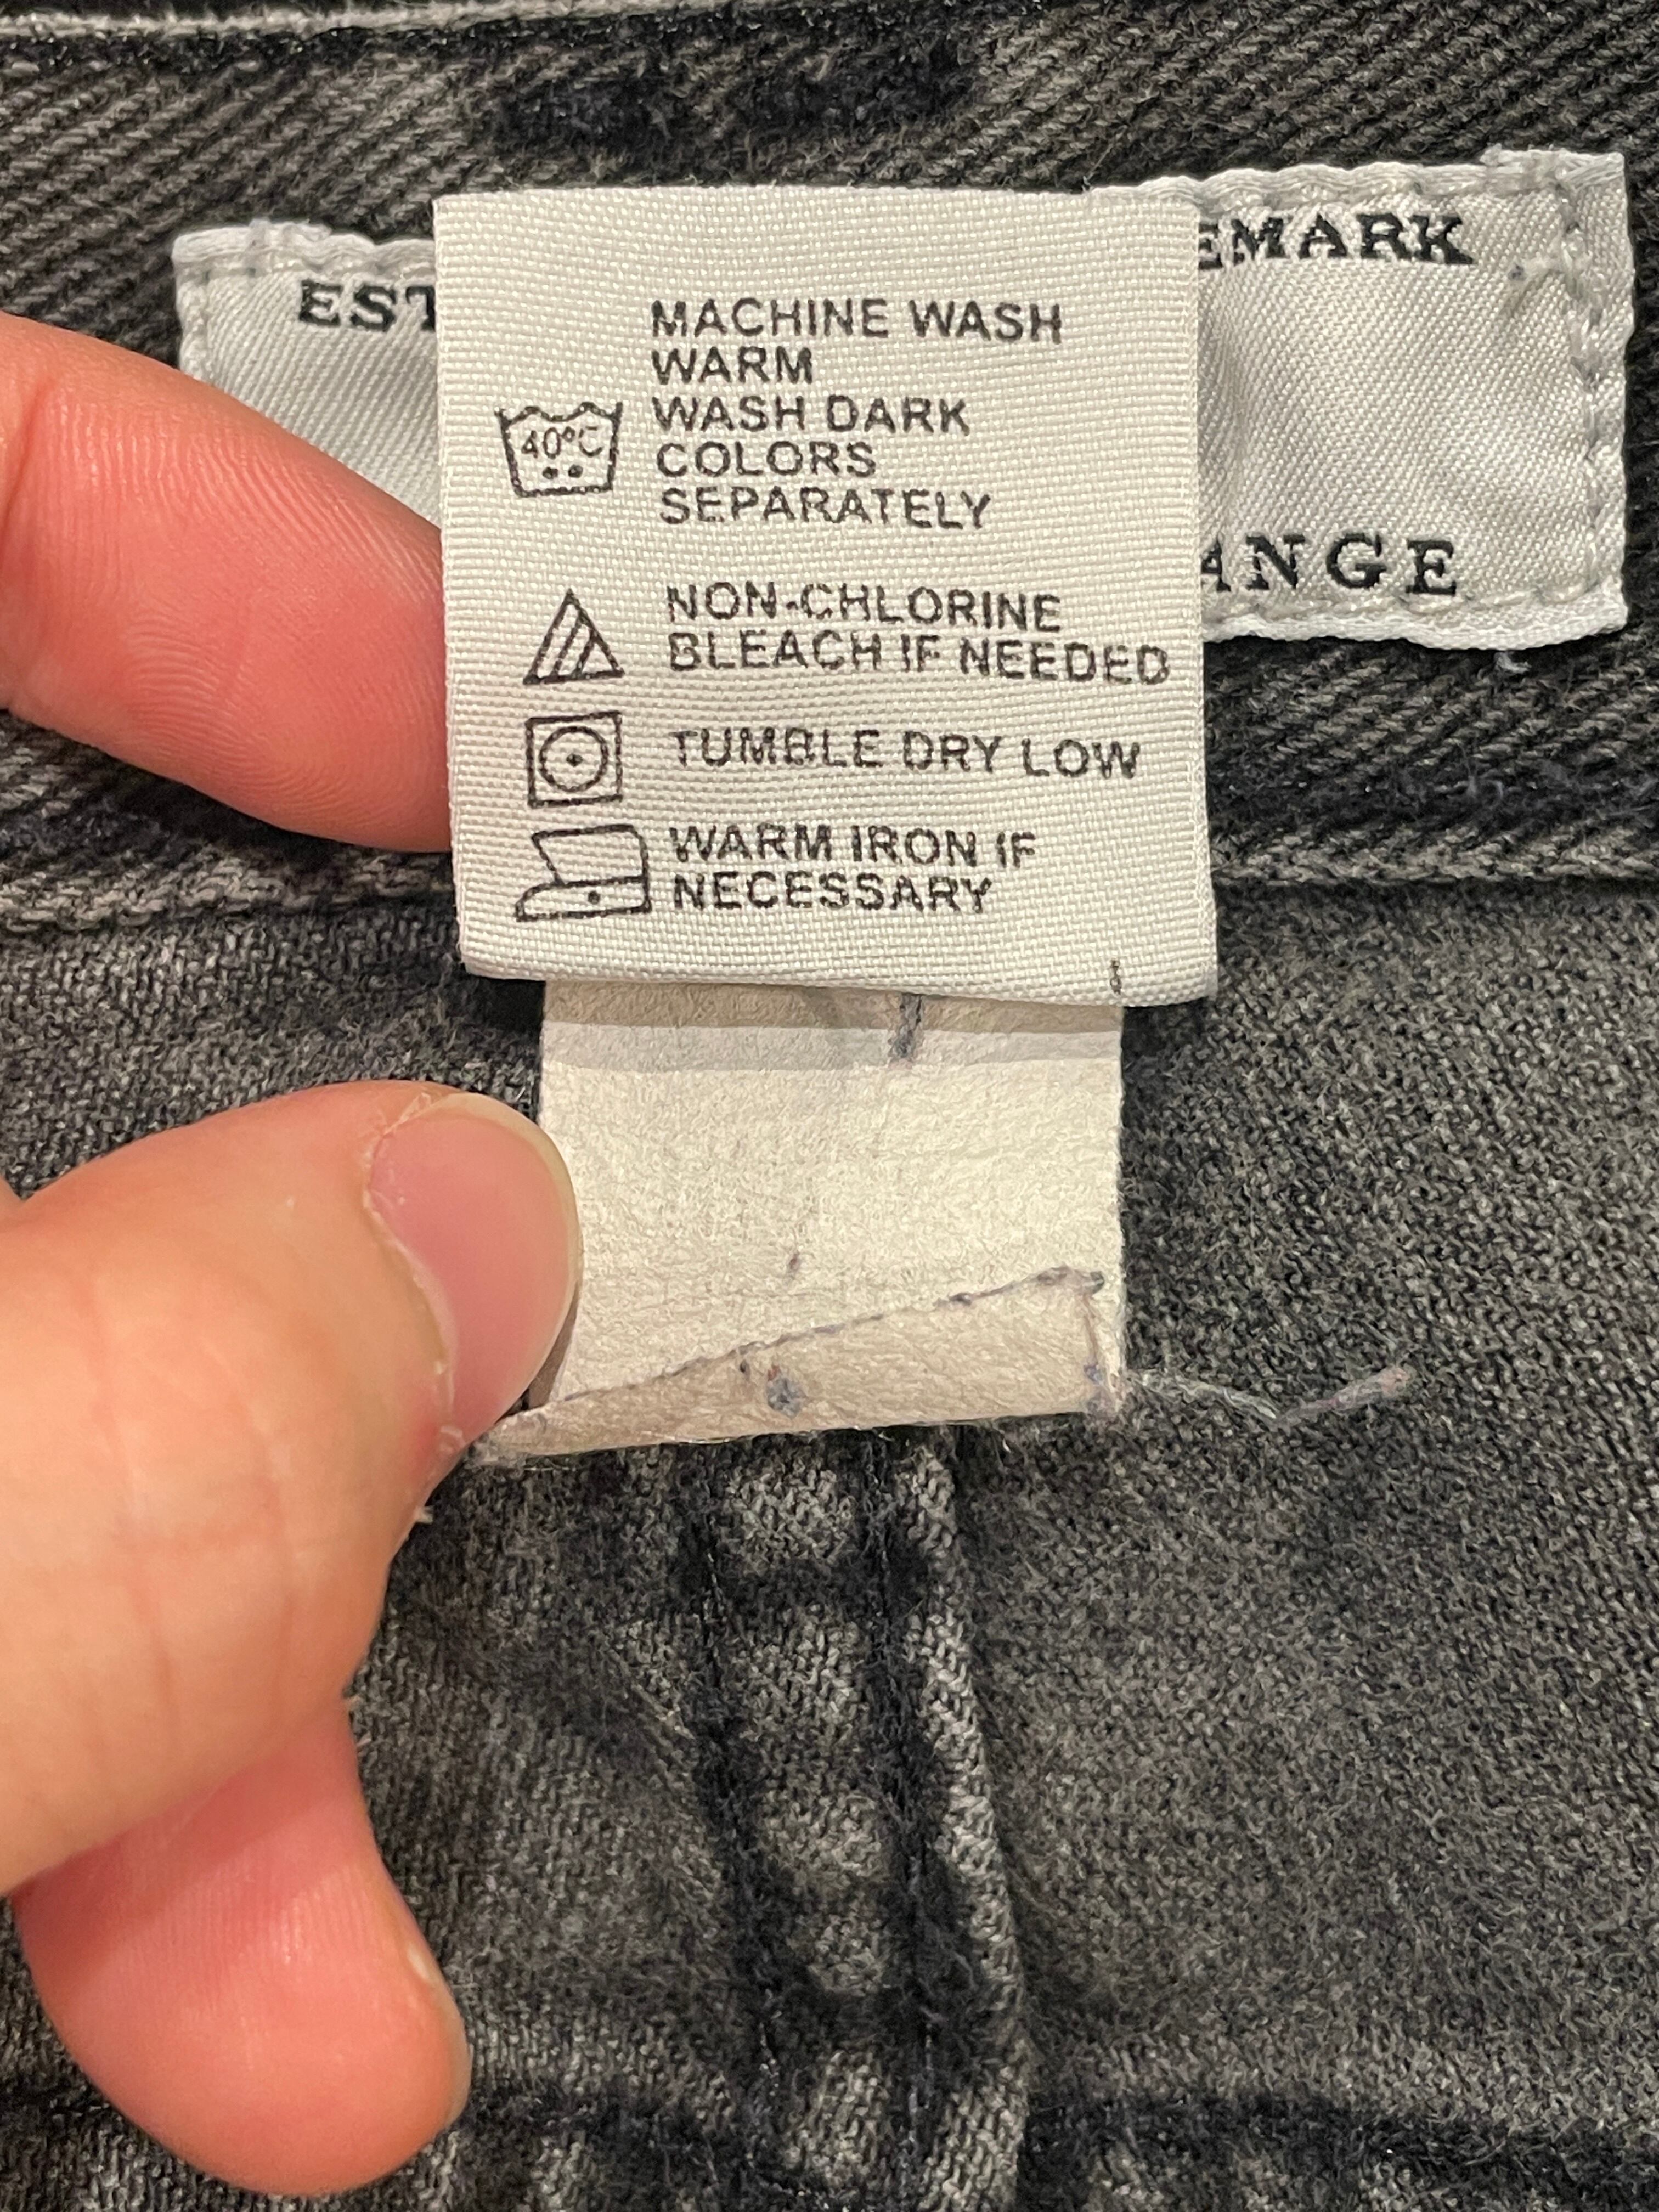 EST
EMARK
ANGE
MACHINE WASH
WARM
WASH DARK
COLORS
SEPARATELY
40°C
NON-CHLORINE
BLEACH IF NEEDED
TUMBLE DRY LOW
WARM IRON IF
NECESSARY